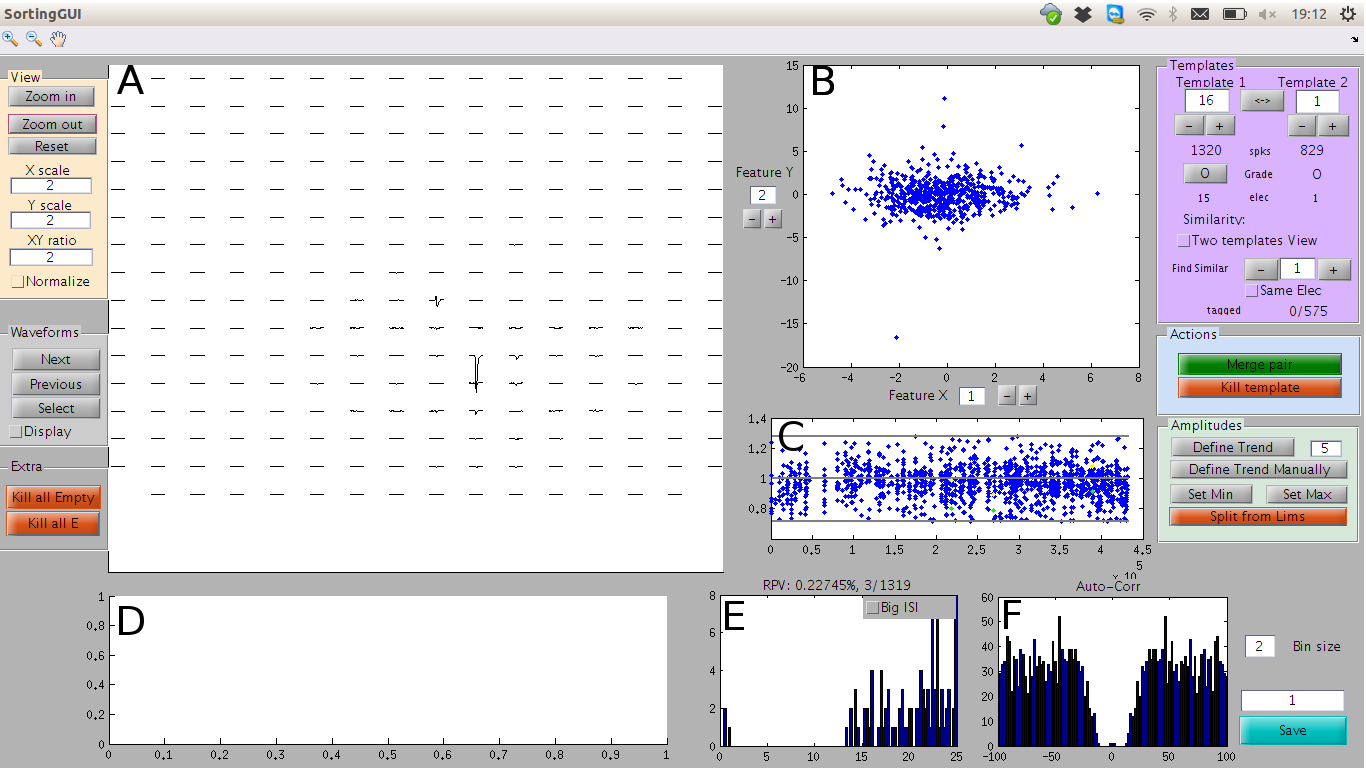 SortingGUI
19:12
View
Zoom in
Zoom out
Reset
X scale
2
Y scale
2
XY ratio
2
Normalize
Waveforms
Next
Previous
Select
Display
Extra
Kill all Empty
Kill all E
A
B
15
10
5
0
-5
-10
-15
-20
-6 -4 -2 0 2 4 6 8
Feature Y
2
- +
Feature X 1 - +
C
1.4
1.2
1
0.8
0 0.5 1 1.5 2 2.5 3 3.5 4 4.5
5
x 10
D
1
0.8
0.6
0.4
0.2
0
0 0.1 0.2 0.3 0.4 0.5 0.6 0.7 0.8 0.9 1
RPV: 0.22745%, 3/1319
E
Big ISI
8
6
4
2
0
0 5 10 15 20 25
Auto-Corr
F
60
50
40
30
20
10
0
-100 -50 0 50 100
Templates
Template 1 Template 2
16 <-> 1
- + - +
1320 spks 829
O Grade O
15 elec 1
Similarity:
Two templates View
Find Similar - 1 +
Same Elec
tagged 0/575
Actions
Merge pair
Kill template
Amplitudes
Define Trend 5
Define Trend Manually
Set Min Set Max
Split from Lims
2 Bin size
1
Save